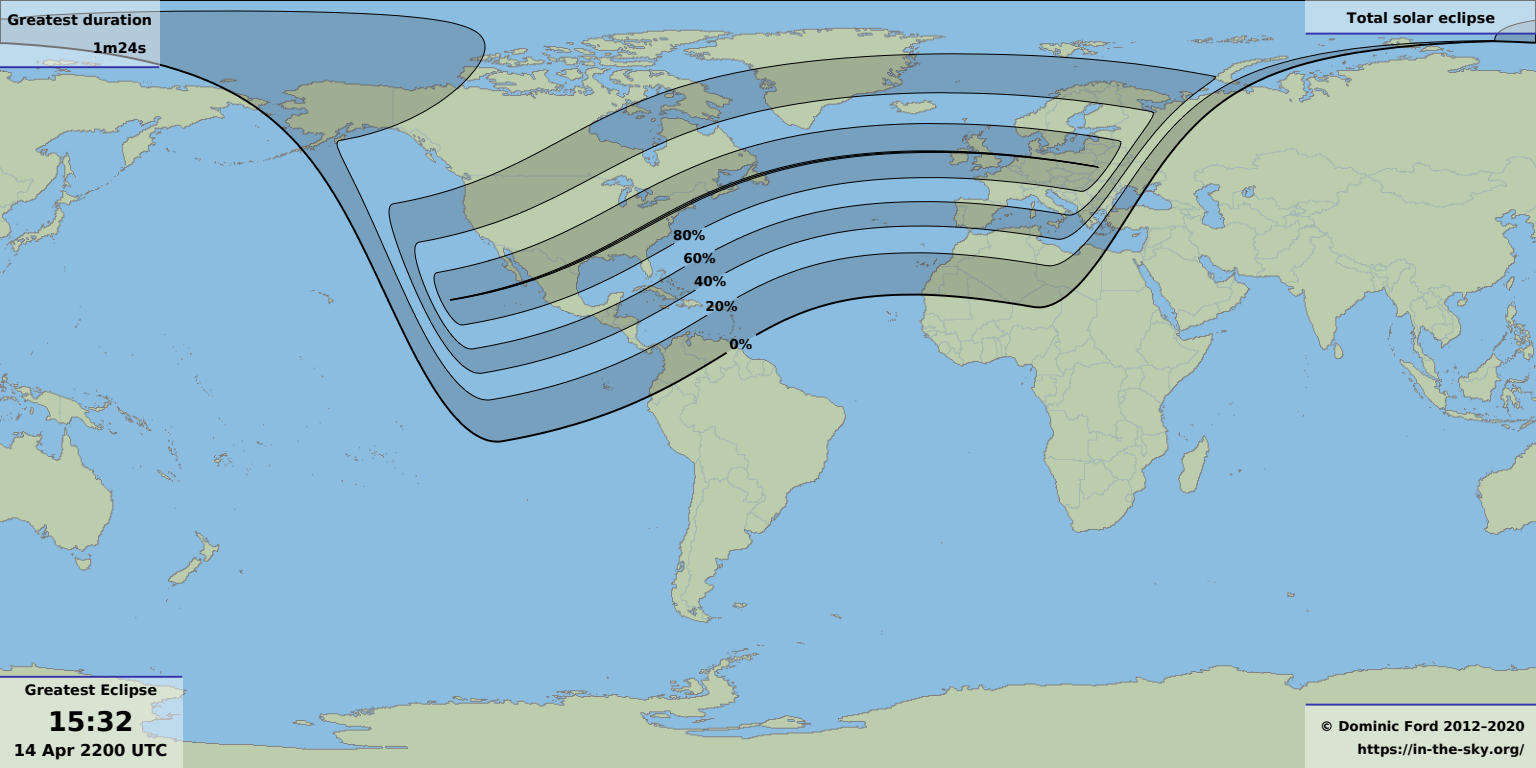 Greatest duration
1m24s
Total solar eclipse
80%
60%
40%
20%
0%
Greatest Eclipse
15:32
14 Apr 2200 UTC
© Dominic Ford 2012–2020
https://in-the-sky.org/